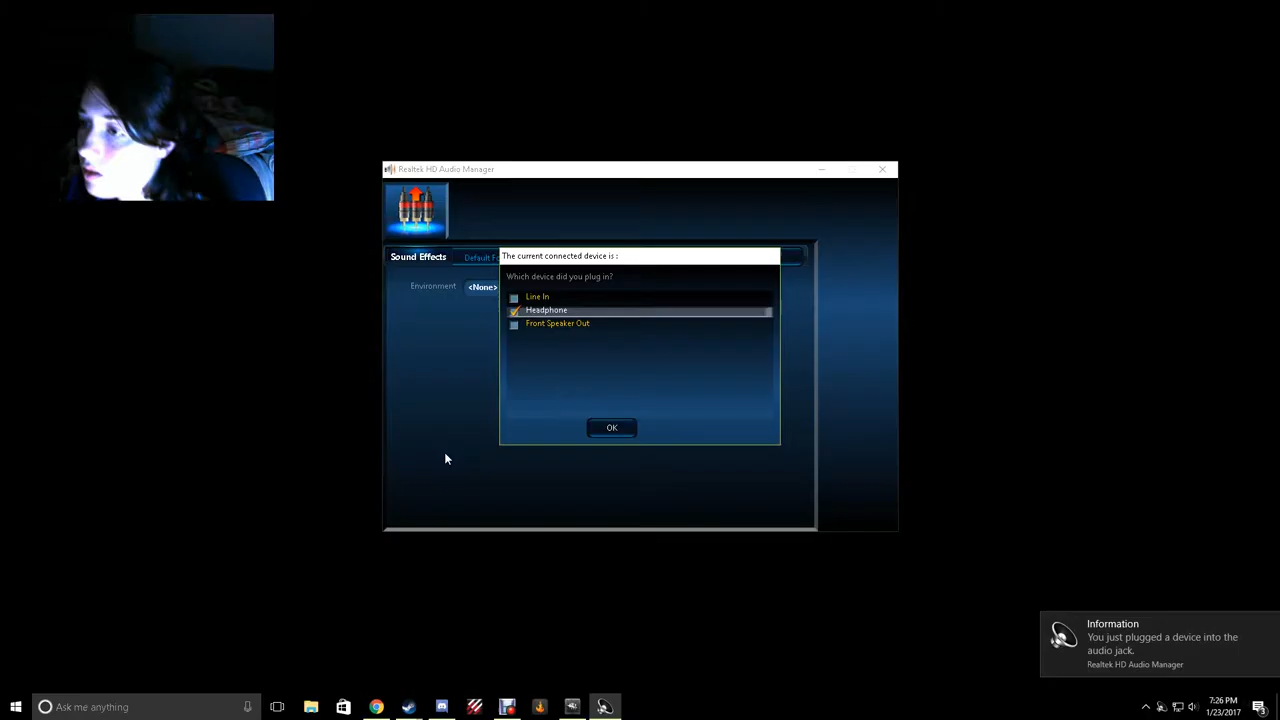 Realtek HD Audio Manager
Sound Effects
Environment
<None>
The current connected device is :
Which device did you plug in?
Line In
Headphone
Front Speaker Out
OK
Information
You just plugged a device into the
audio jack.
Realtek HD Audio Manager
Ask me anything
7:26 PM
1/23/2017